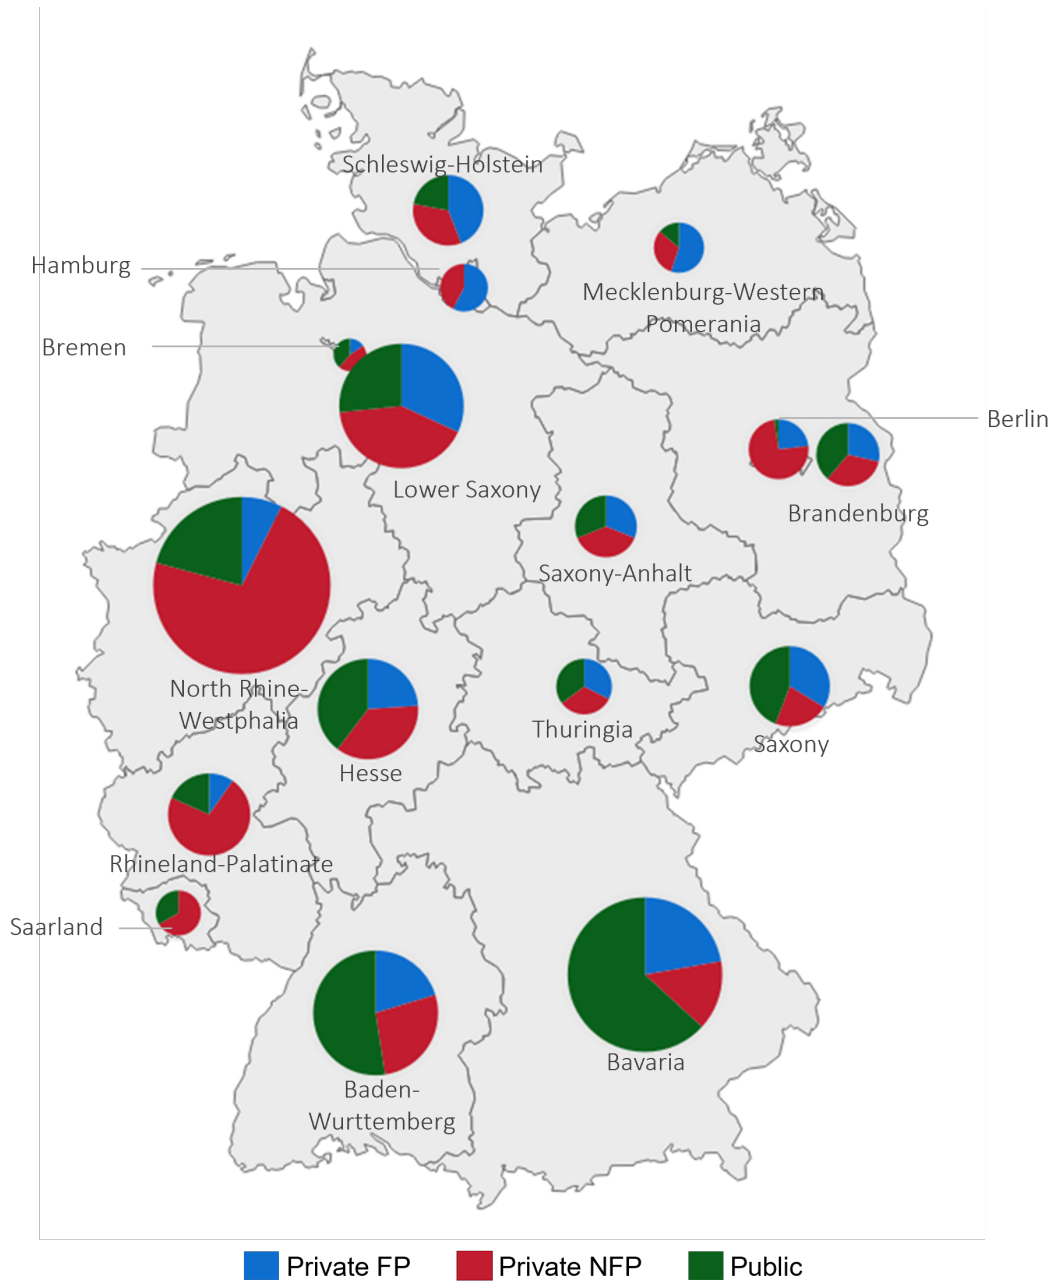 Schleswig-Holstein
Hamburg
Mecklenburg-Western
Pomerania
Bremen
Berlin
Lower Saxony
Brandenburg
Saxony-Anhalt
North Rhine-
Westphalia
Thuringia
Saxony
Hesse
Rhineland-Palatinate
Saarland
Bavaria
Baden-
Wurttemberg
Private FP
Private NFP
Public